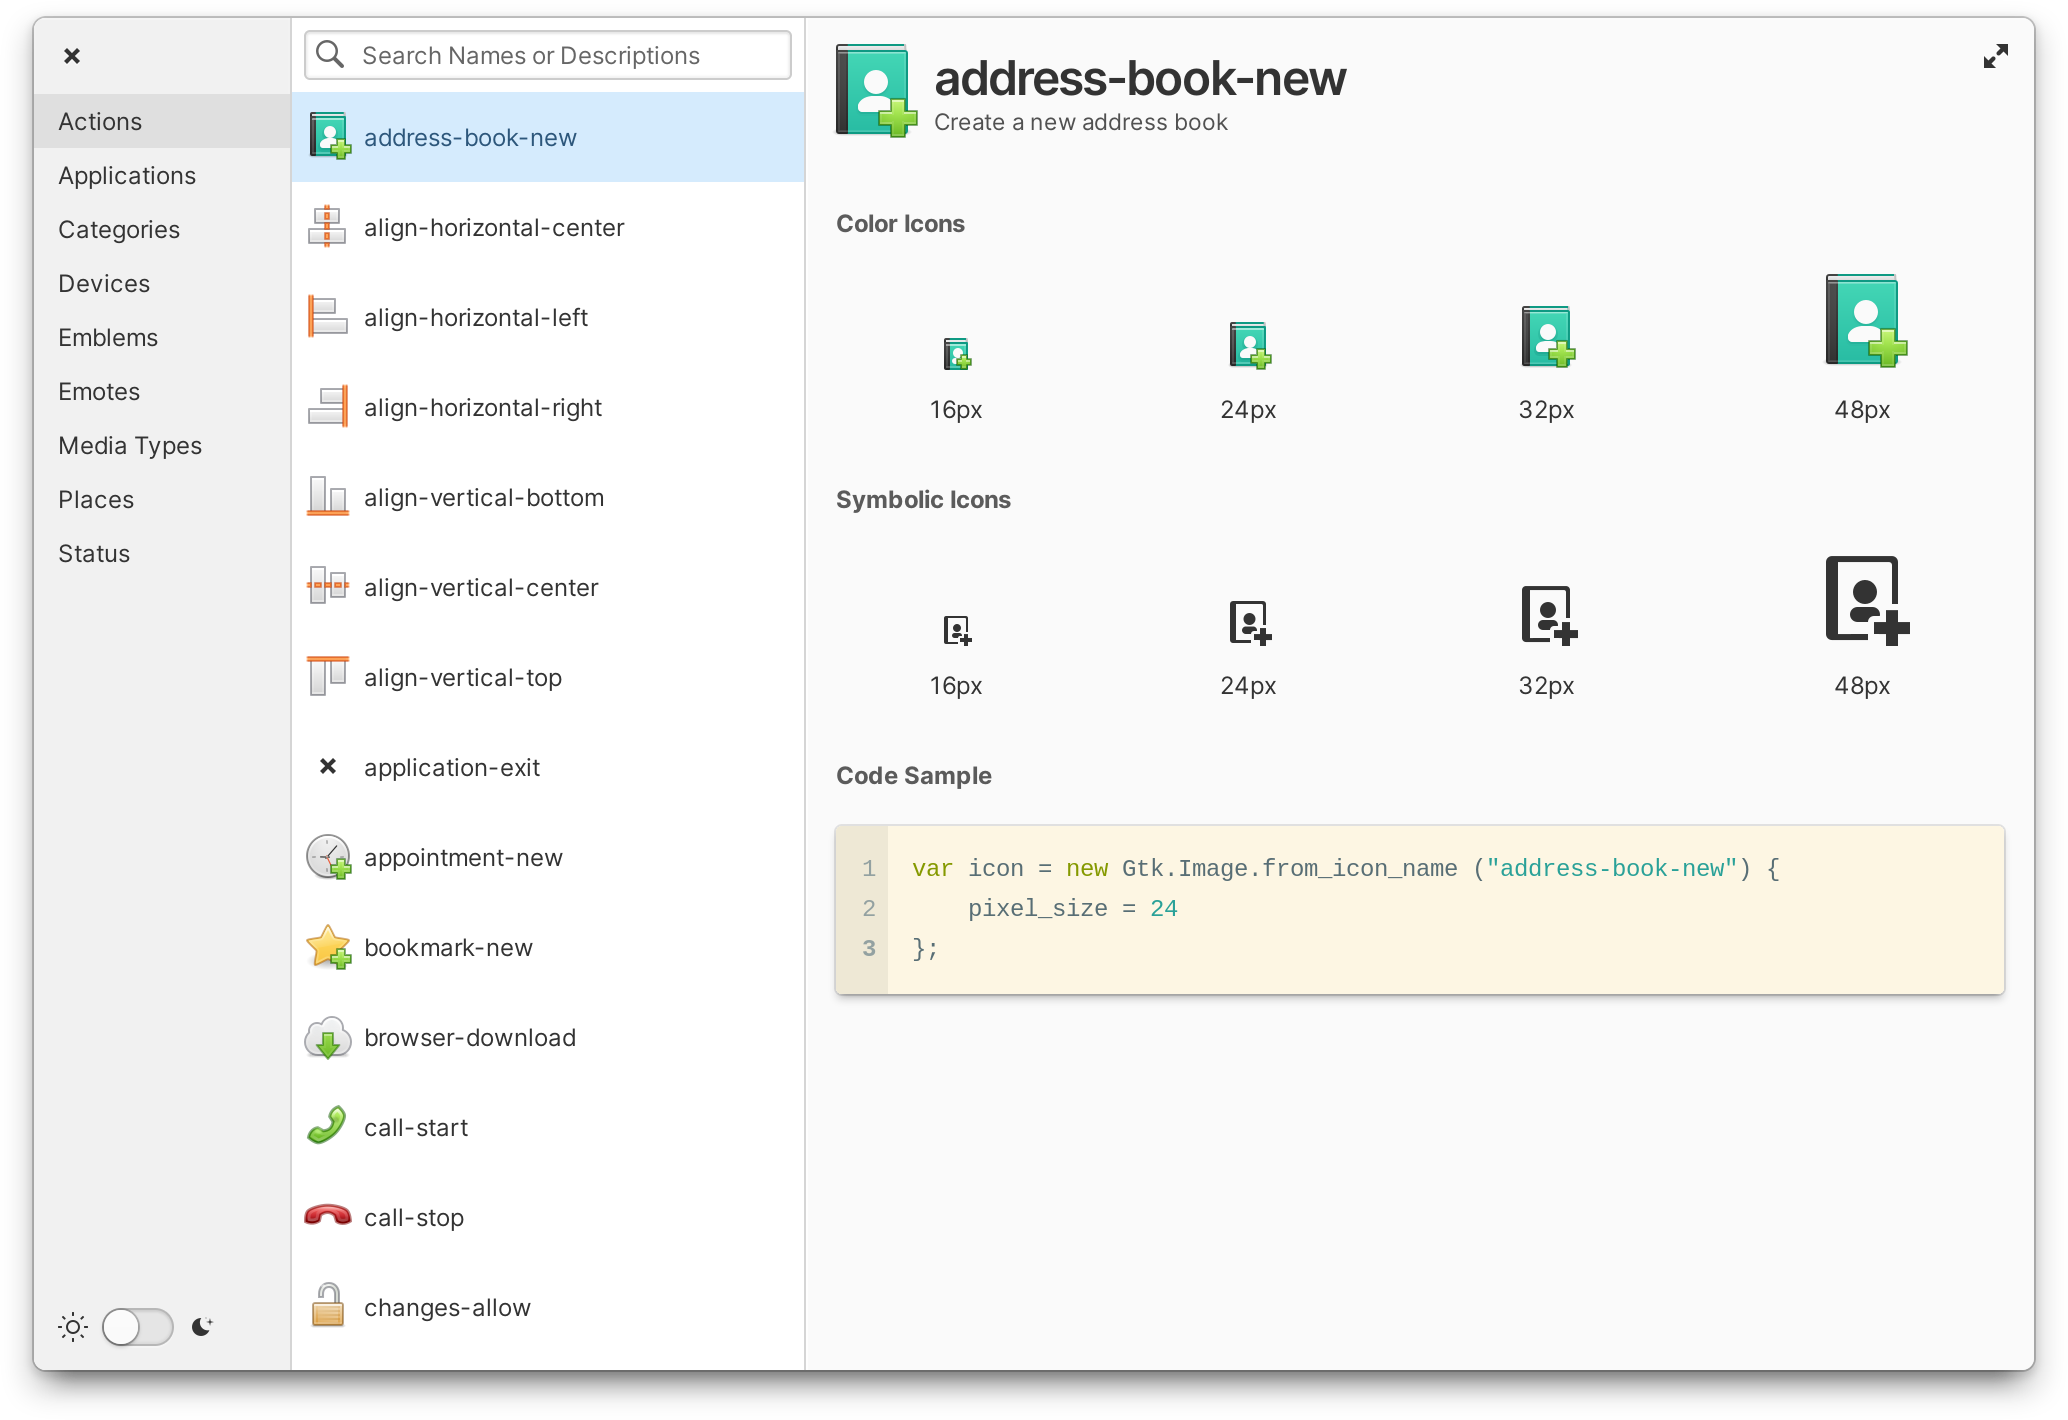 Actions
Applications
Categories
Devices
Emblems
Emotes
Media Types
Places
Status
Search Names or Descriptions
address-book-new
align-horizontal-center
align-horizontal-left
align-horizontal-right
align-vertical-bottom
align-vertical-center
align-vertical-top
application-exit
appointment-new
bookmark-new
browser-download
call-start
call-stop
changes-allow
address-book-new
Create a new address book
Color Icons
16px 24px 32px 48px
Symbolic Icons
16px 24px 32px 48px
Code Sample
1 var icon = new Gtk.Image.from_icon_name ("address-book-new") {
2     pixel_size = 24
3 };